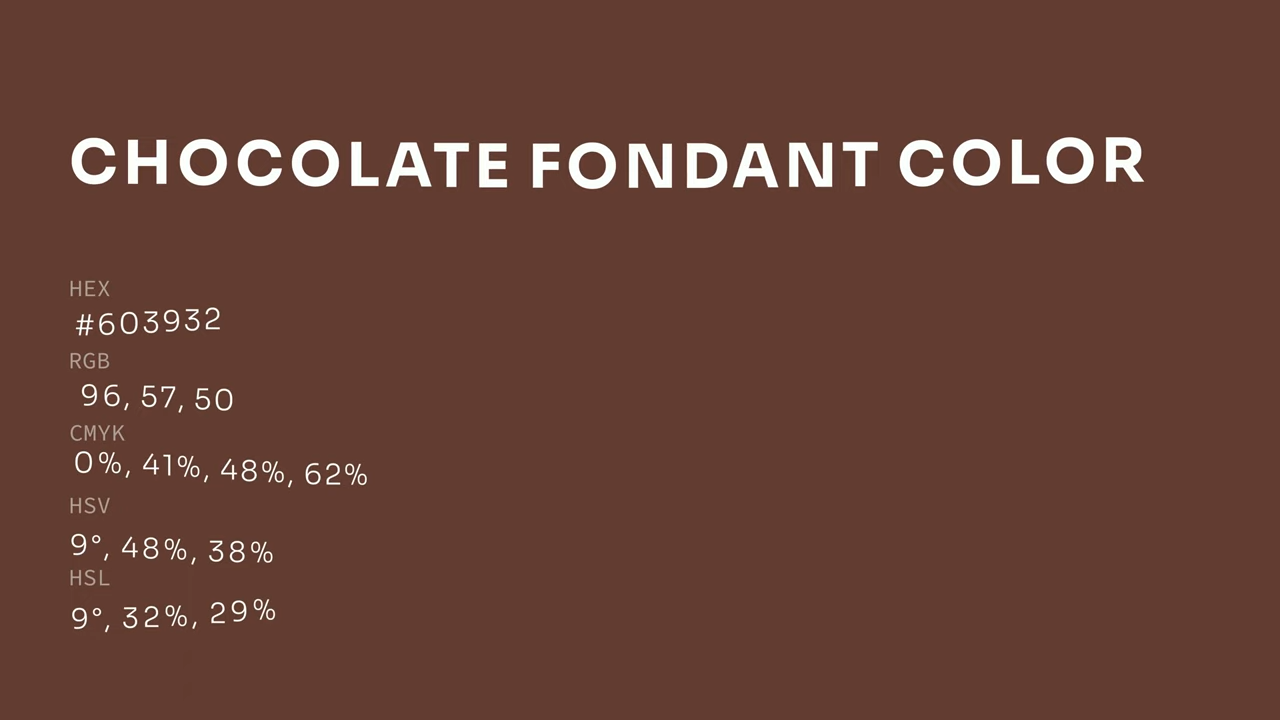 CHOCOLATE FONDANT COLOR
HEX
#603932
RGB
96, 57, 50
CMYK
0%, 41%, 48%, 62%
HSV
9°, 48%, 38%
HSL
9°, 32%, 29%